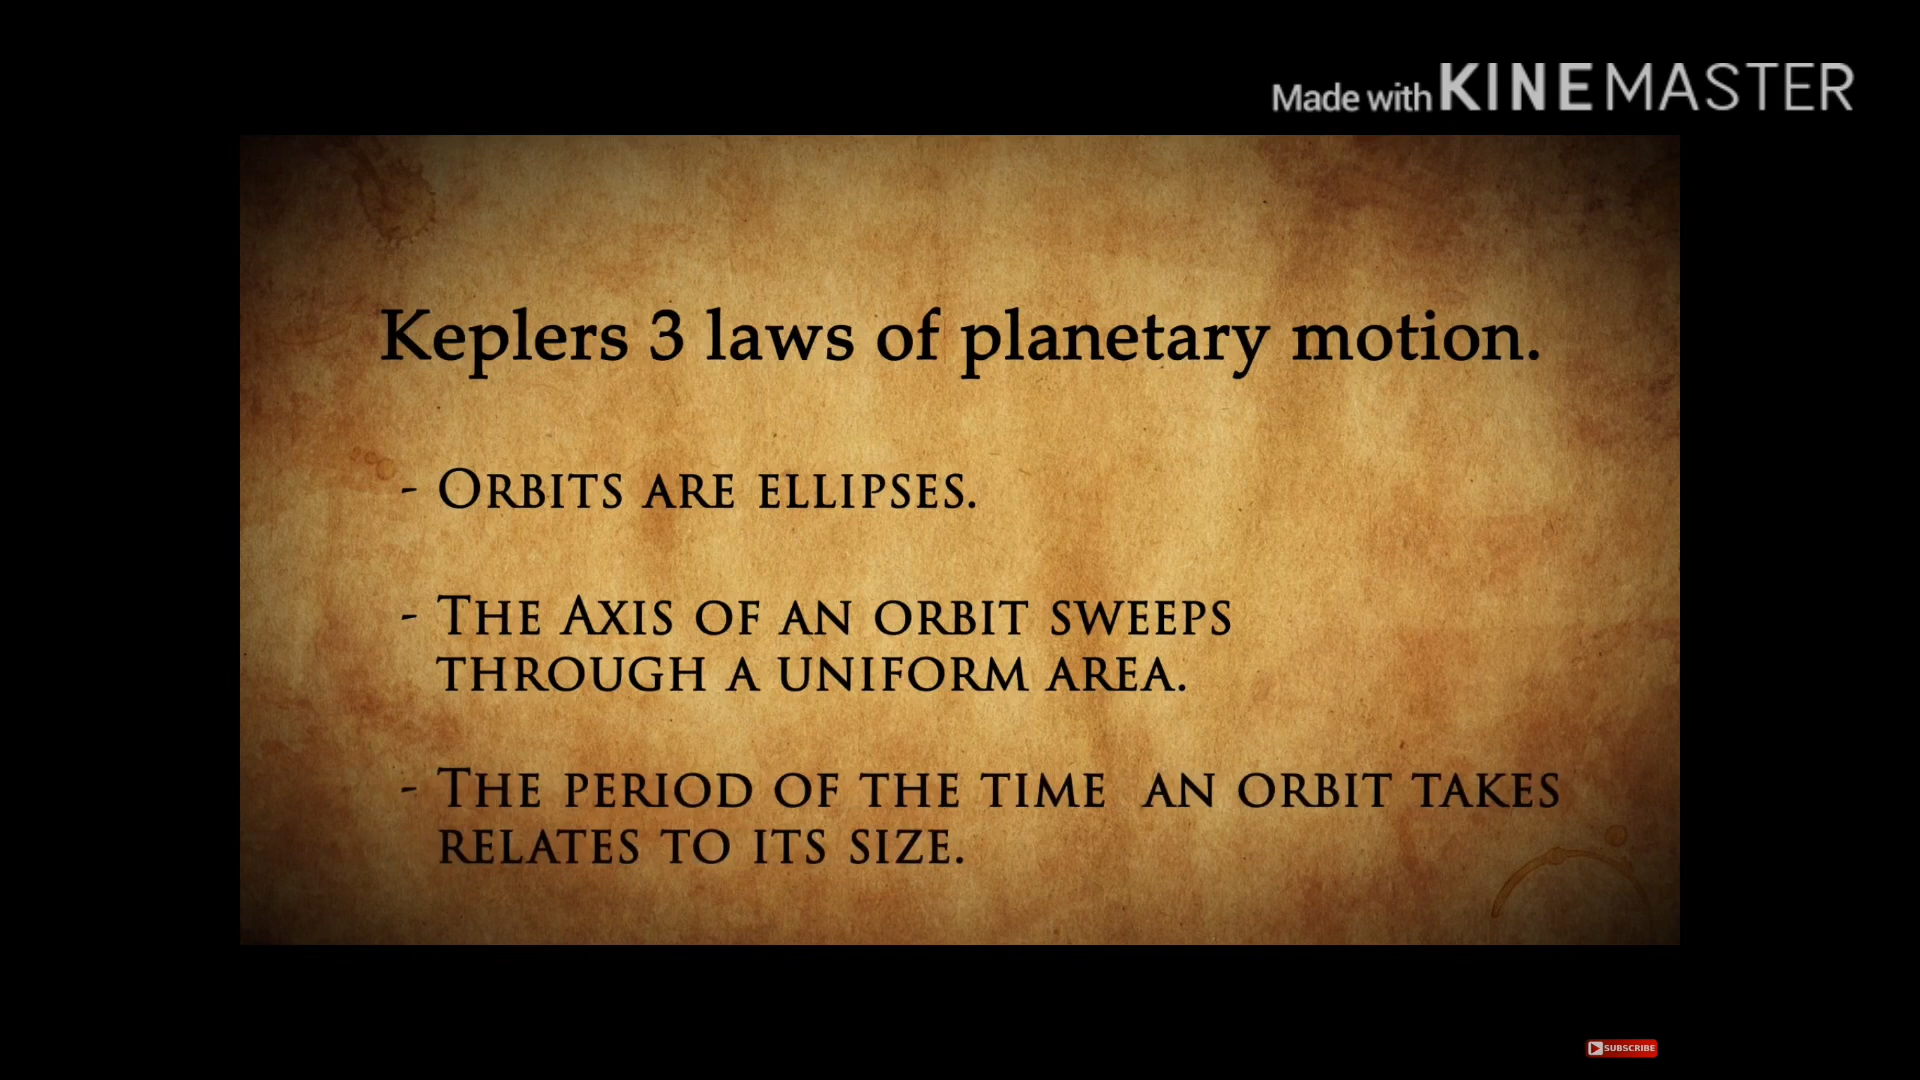 Made with KINEMASTER
Keplers 3 laws of planetary motion.
- Orbits are ellipses.
- The Axis of an orbit sweeps
through a uniform area.
- The period of the time an orbit takes
relates to its size.
SUBSCRIBE